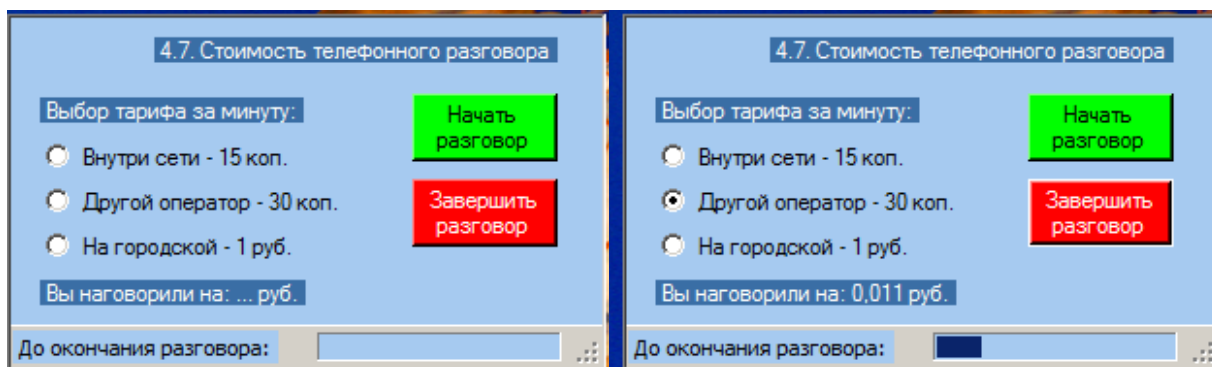 4.7. Стоимость телефонного разговора
Выбор тарифа за минуту:
Внутри сети - 15 коп.
Другой оператор - 30 коп.
На городской - 1 руб.
Начать
разговор
Завершить
разговор
Вы наговорили на: ... руб.
До окончания разговора:
4.7. Стоимость телефонного разговора
Выбор тарифа за минуту:
Внутри сети - 15 коп.
Другой оператор - 30 коп.
На городской - 1 руб.
Начать
разговор
Завершить
разговор
Вы наговорили на: 0,011 руб.
До окончания разговора: